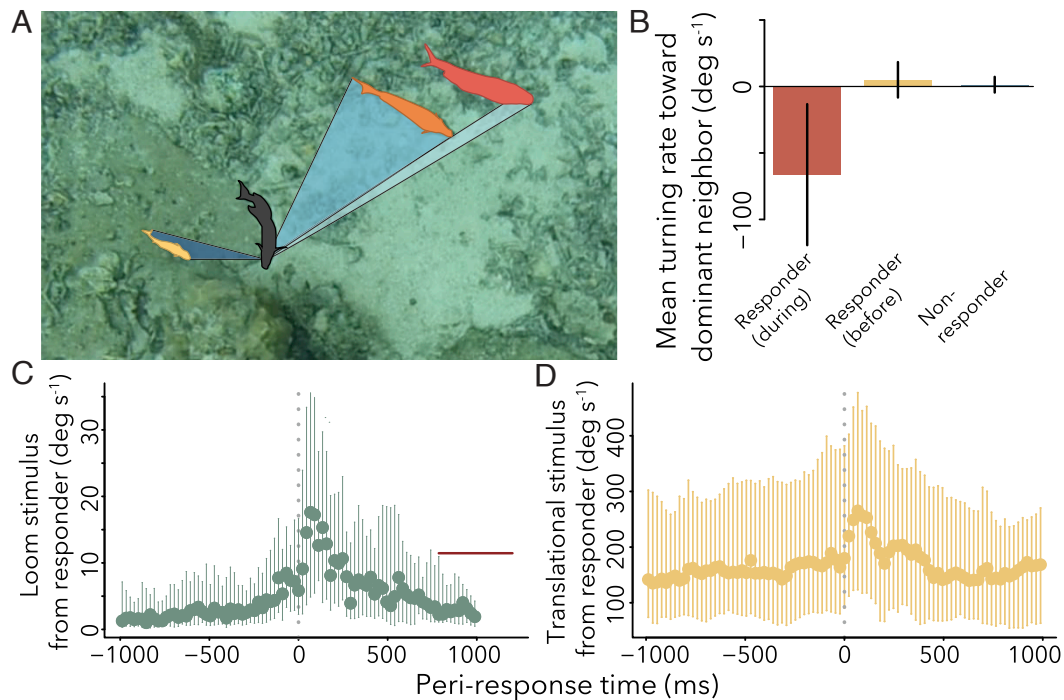 A
B
Mean turning rate toward
dominant neighbor (deg s⁻¹)
0
−100
Responder
(during)
Responder
(before)
Non-
responder
C
Loom stimulus
from responder (deg s⁻¹)
30
20
10
0
−1000
−500
0
500
1000
D
Translational stimulus
from responder (deg s⁻¹)
400
300
200
100
−1000
−500
0
500
1000
Peri-response time (ms)